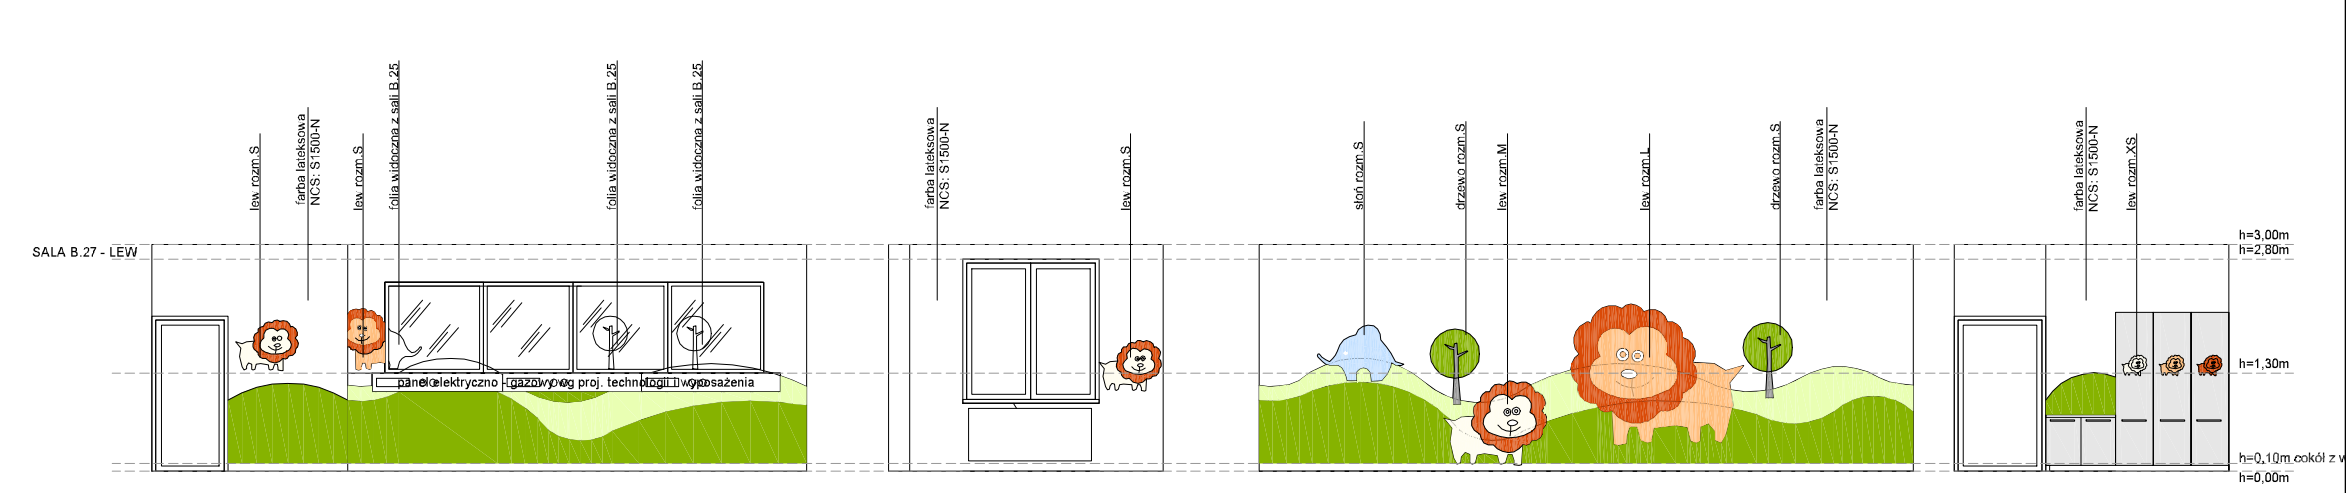 lew rozm.S
farba lateksowa
NCS: S1500-N
lew rozm.S
folia widoczna z sali B.25
folia widoczna z sali B.25
folia widoczna z sali B.25
farba lateksowa
NCS: S1500-N
lew rozm.S
słoń rozm.S
drzewo rozm.S
lew rozm.M
lew rozm.L
drzewo rozm.S
farba lateksowa
NCS: S1500-N
farba lateksowa
NCS: S1500-N
lew rozm.XS
SALA B.27 - LEW
h=3,00m
h=2,80m
h=1,30m
panel elektryczno - gazowy wg proj. technologii i wyposażenia
h=0,10m cokół z w
h=0,00m